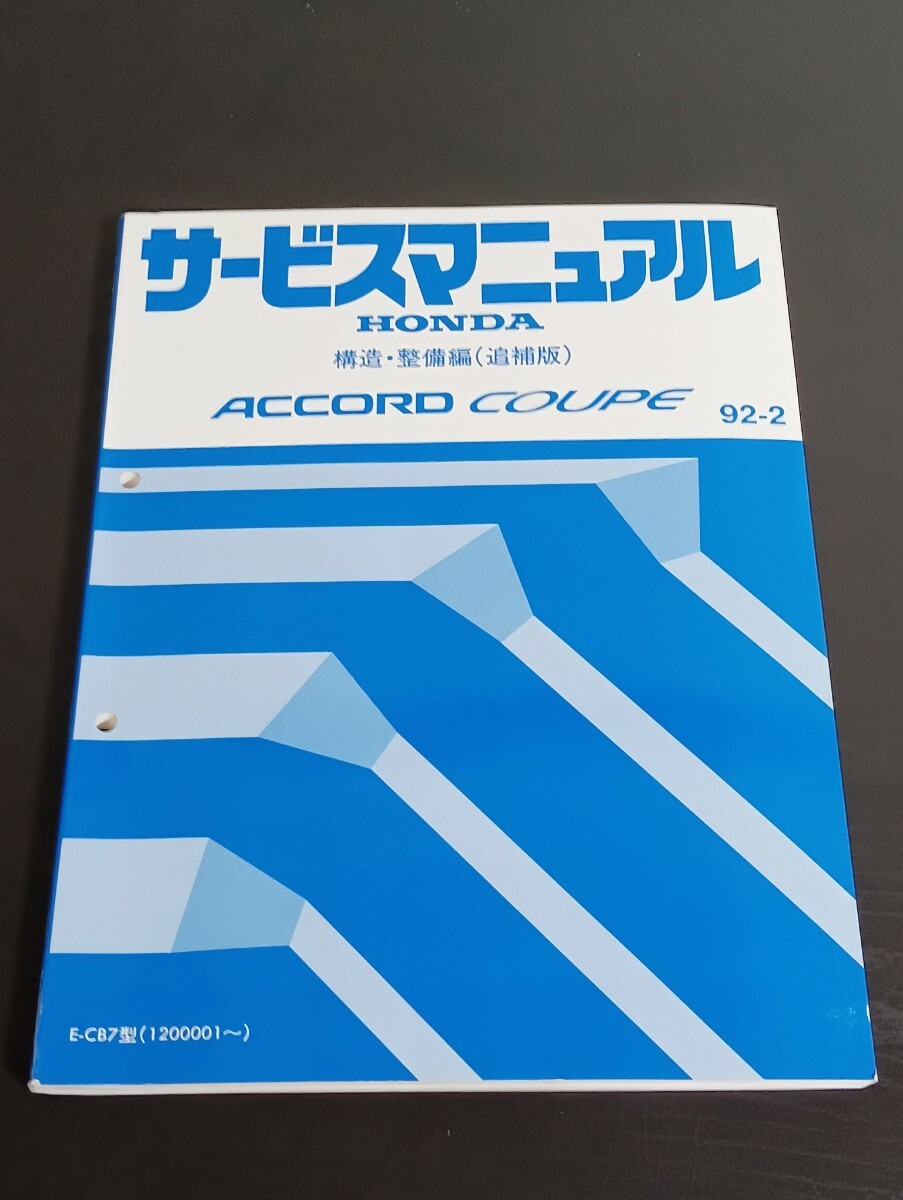 サービスマニュアル
HONDA
構造・整備編(追補版)
ACCORD COUPE 92-2
E-CB7型(1200001〜)